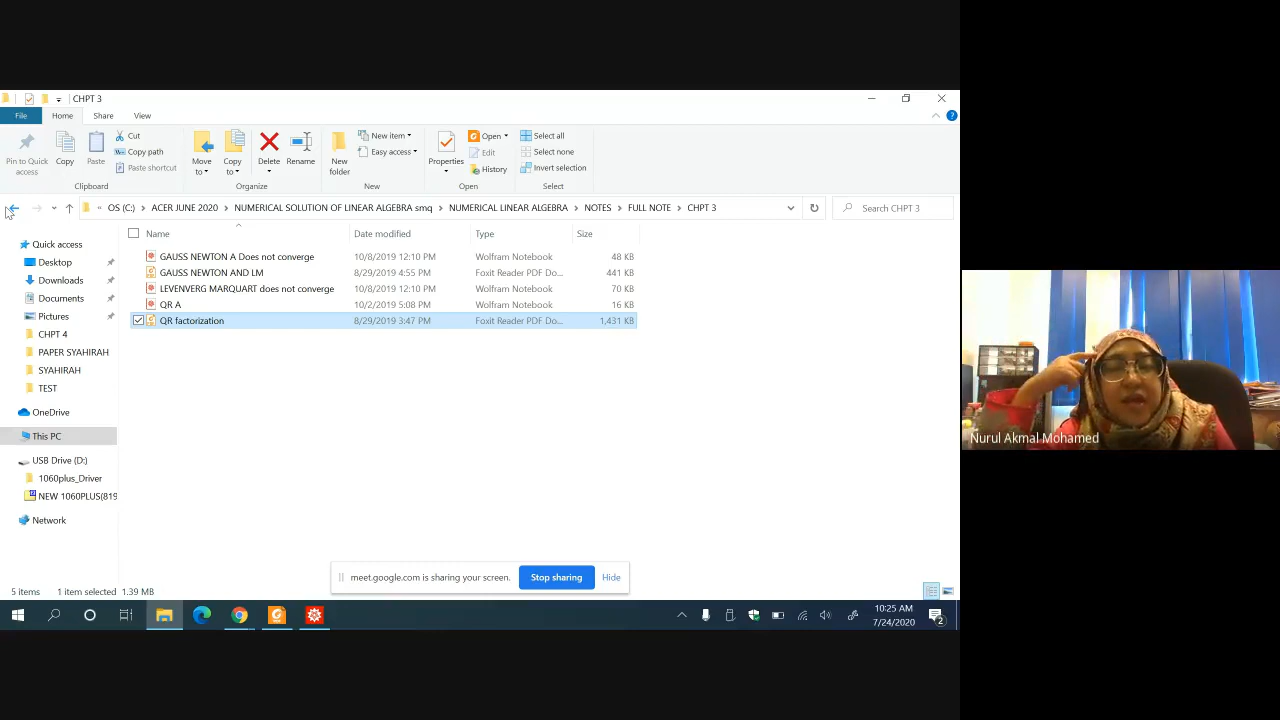 CHPT 3
File Home Share View
Pin to Quick access
Copy
Paste
Cut
Copy path
Paste shortcut
Clipboard
Move to
Copy to
Delete
Rename
Organize
New folder
New item
Easy access
New
Properties
Open
Edit
History
Open
Select all
Select none
Invert selection
Select
« OS (C:) > ACER JUNE 2020 > NUMERICAL SOLUTION OF LINEAR ALGEBRA smq > NUMERICAL LINEAR ALGEBRA > NOTES > FULL NOTE > CHPT 3
Search CHPT 3
Quick access
Desktop
Downloads
Documents
Pictures
CHPT 4
PAPER SYAHIRAH
SYAHIRAH
TEST
OneDrive
This PC
USB Drive (D:)
1060plus_Driver
NEW 1060PLUS(819
Network
Name Date modified Type Size
GAUSS NEWTON A Does not converge 10/8/2019 12:10 PM Wolfram Notebook 48 KB
GAUSS NEWTON AND LM 8/29/2019 4:55 PM Foxit Reader PDF Do... 441 KB
LEVENVERG MARQUART does not converge 10/8/2019 12:10 PM Wolfram Notebook 70 KB
QR A 10/2/2019 5:08 PM Wolfram Notebook 16 KB
QR factorization 8/29/2019 3:47 PM Foxit Reader PDF Do... 1,431 KB
meet.google.com is sharing your screen. Stop sharing Hide
5 items 1 item selected 1.39 MB
10:25 AM
7/24/2020
2
Nurul Akmal Mohamed